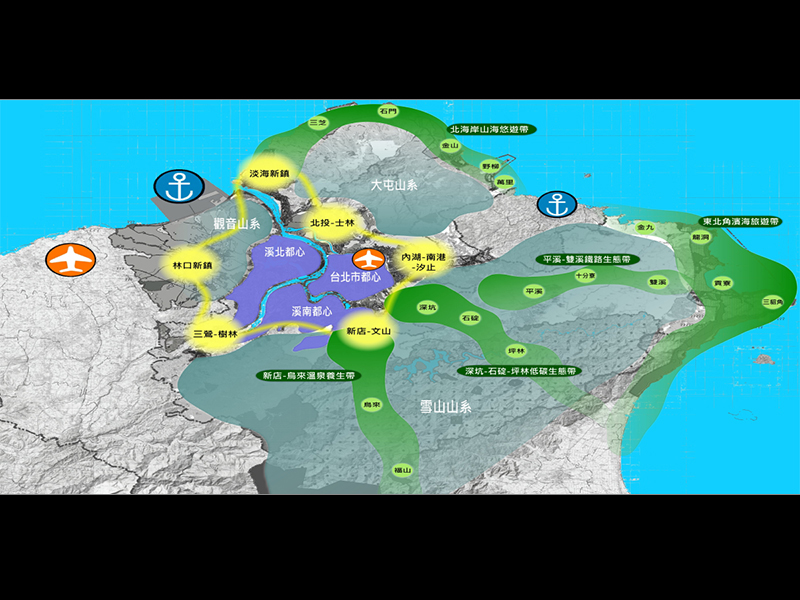 石門
三芝
北海岸山海悠遊帶
金山
野柳
萬里
淡海新鎮
大屯山系
觀音山系
北投-士林
金九
東北角濱海旅遊帶
龍洞
溪北都心
內湖-南港
-汐止
平溪-雙溪鐵路生態帶
林口新鎮
台北市都心
十分寮
平溪
雙溪
貢寮
三貂角
溪南都心
深坑
石碇
三鶯-樹林
新店-文山
坪林
新店-烏來溫泉養生帶
深坑-石碇-坪林低碳生態帶
烏來
雪山山系
福山